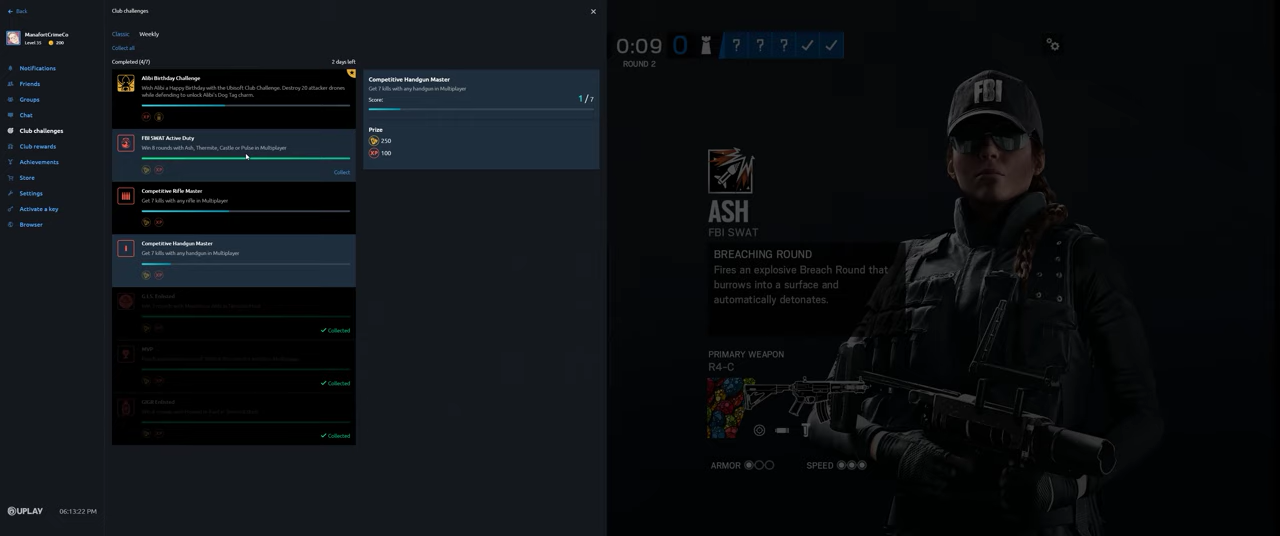 Back
Club challenges
ManafortCrimeCo
Level 35 200
Classic Weekly
Collect all
Completed (4/7) 2 days left
Notifications
Friends
Groups
Chat
Club challenges
Club rewards
Achievements
Store
Settings
Activate a key
Browser
Alibi Birthday Challenge
Wish Alibi a Happy Birthday with the Ubisoft Club Challenge. Destroy 20 attacker drones
while defending to unlock Alibi's Dog Tag charm.
XP
FBI SWAT Active Duty
Win 8 rounds with Ash, Thermite, Castle or Pulse in Multiplayer
XP
Collect
Competitive Rifle Master
Get 7 kills with any rifle in Multiplayer
XP
Competitive Handgun Master
Get 7 kills with any handgun in Multiplayer
XP
Collected
MVP
Collected
Collected
Competitive Handgun Master
Get 7 kills with any handgun in Multiplayer
Score: 1 / 7
Prize
250
XP 100
0:09 0 ? ? ?
ROUND 2
FBI
ASH
FBI SWAT
BREACHING ROUND
Fires an explosive Breach Round that
burrows into a surface and
automatically detonates.
PRIMARY WEAPON
R4-C
ARMOR SPEED
UPLAY 06:13:22 PM